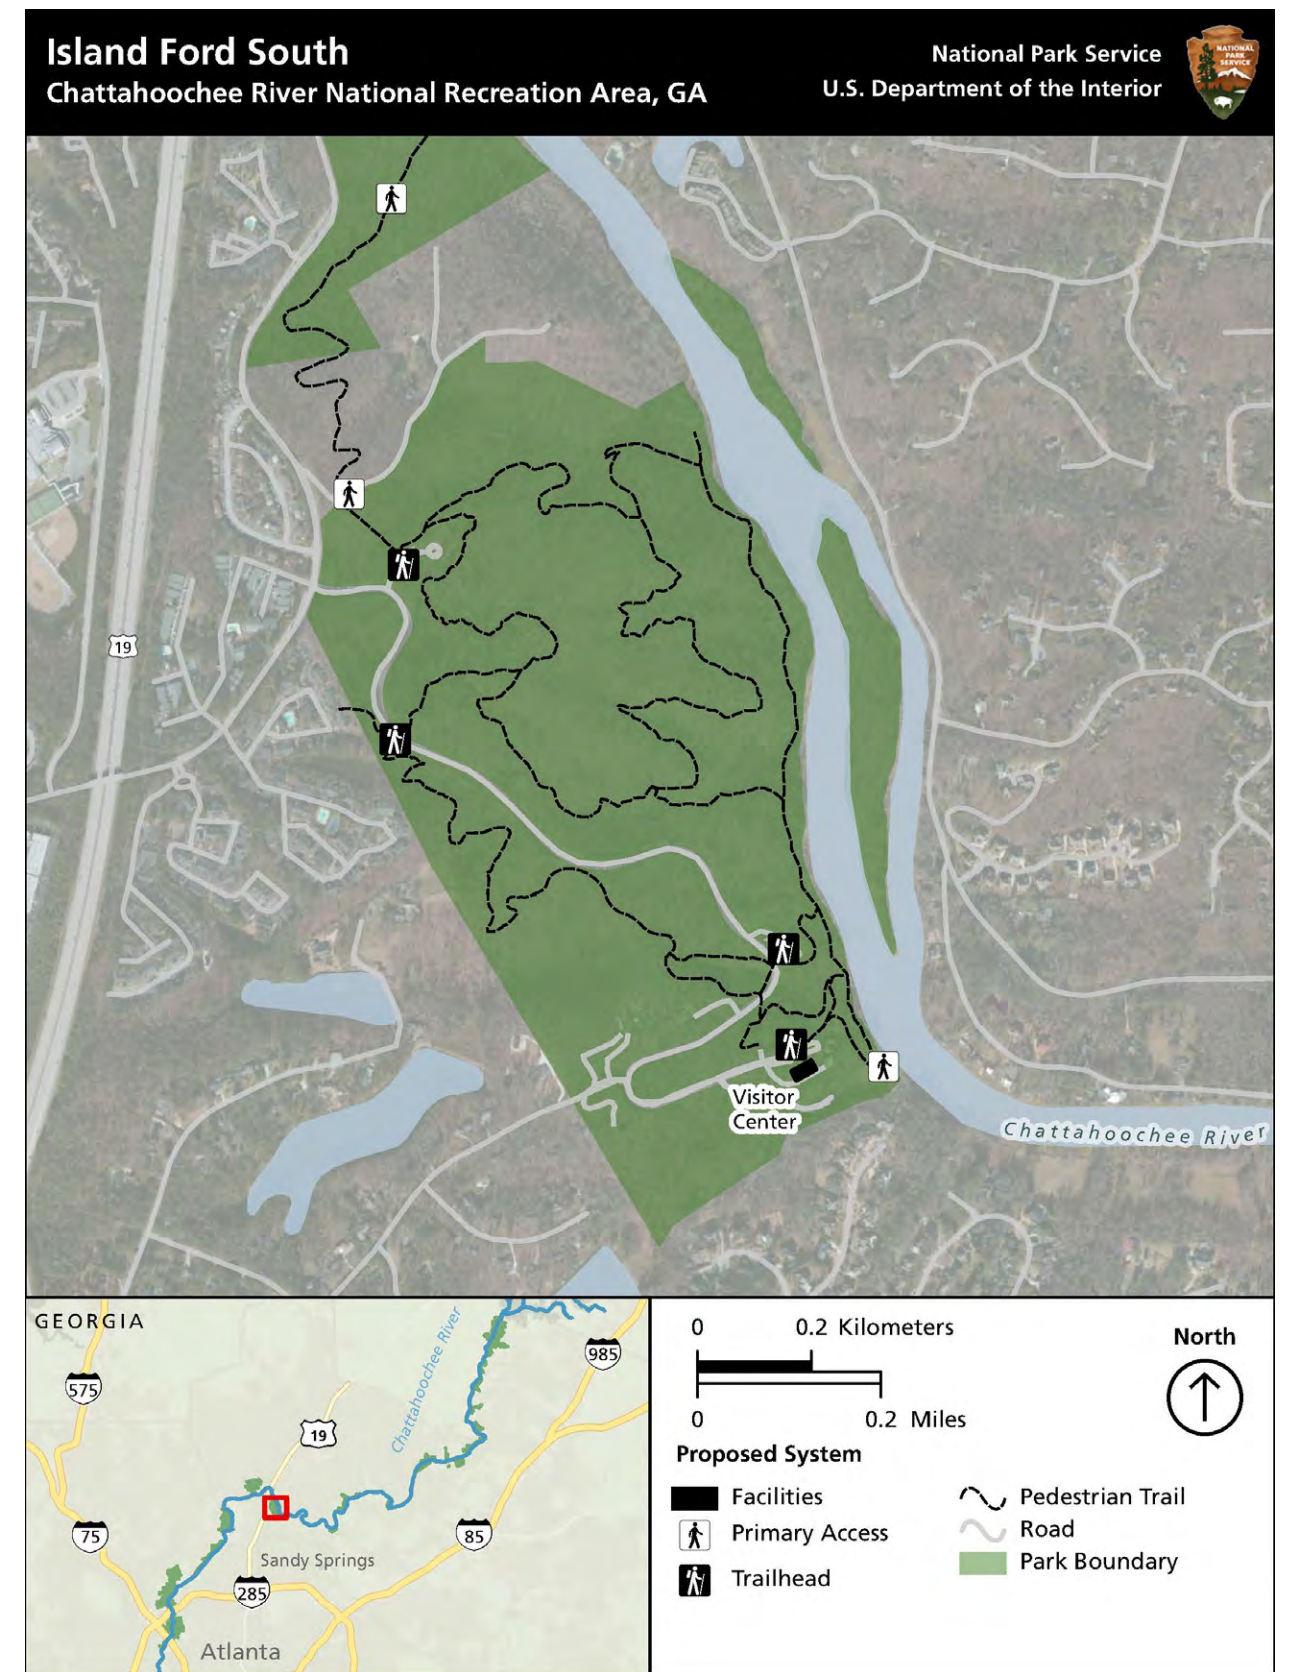 Island Ford South
Chattahoochee River National Recreation Area, GA
National Park Service
U.S. Department of the Interior
NATIONAL
PARK
SERVICE
19
Visitor
Center
Chattahoochee River
GEORGIA
Chattahoochee River
985
575
19
75
85
Sandy Springs
285
Atlanta
0 0.2 Kilometers
0 0.2 Miles
North
Proposed System
Facilities
Primary Access
Trailhead
Pedestrian Trail
Road
Park Boundary